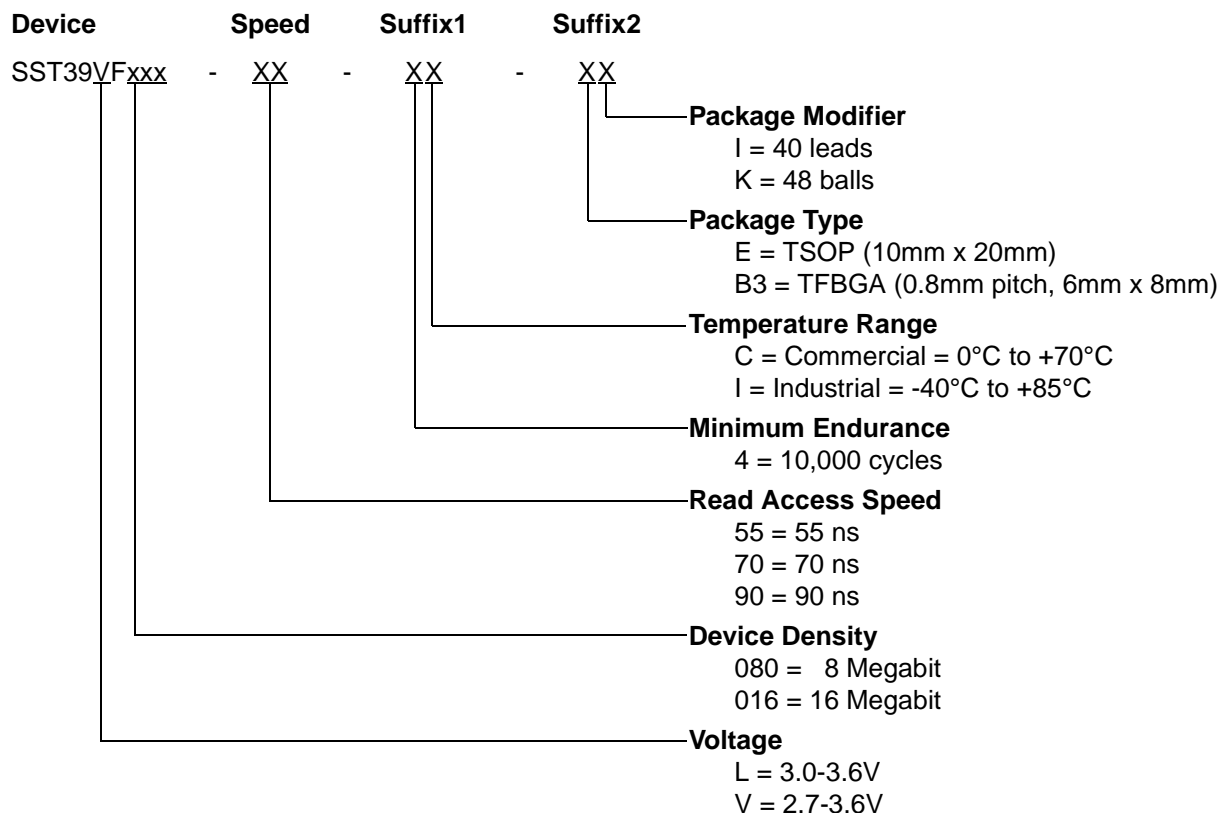 Device Speed Suffix1 Suffix2
SST39VFxxx - XX - XX - XX
Package Modifier
I = 40 leads
K = 48 balls
Package Type
E = TSOP (10mm x 20mm)
B3 = TFBGA (0.8mm pitch, 6mm x 8mm)
Temperature Range
C = Commercial = 0°C to +70°C
I = Industrial = -40°C to +85°C
Minimum Endurance
4 = 10,000 cycles
Read Access Speed
55 = 55 ns
70 = 70 ns
90 = 90 ns
Device Density
080 = 8 Megabit
016 = 16 Megabit
Voltage
L = 3.0-3.6V
V = 2.7-3.6V